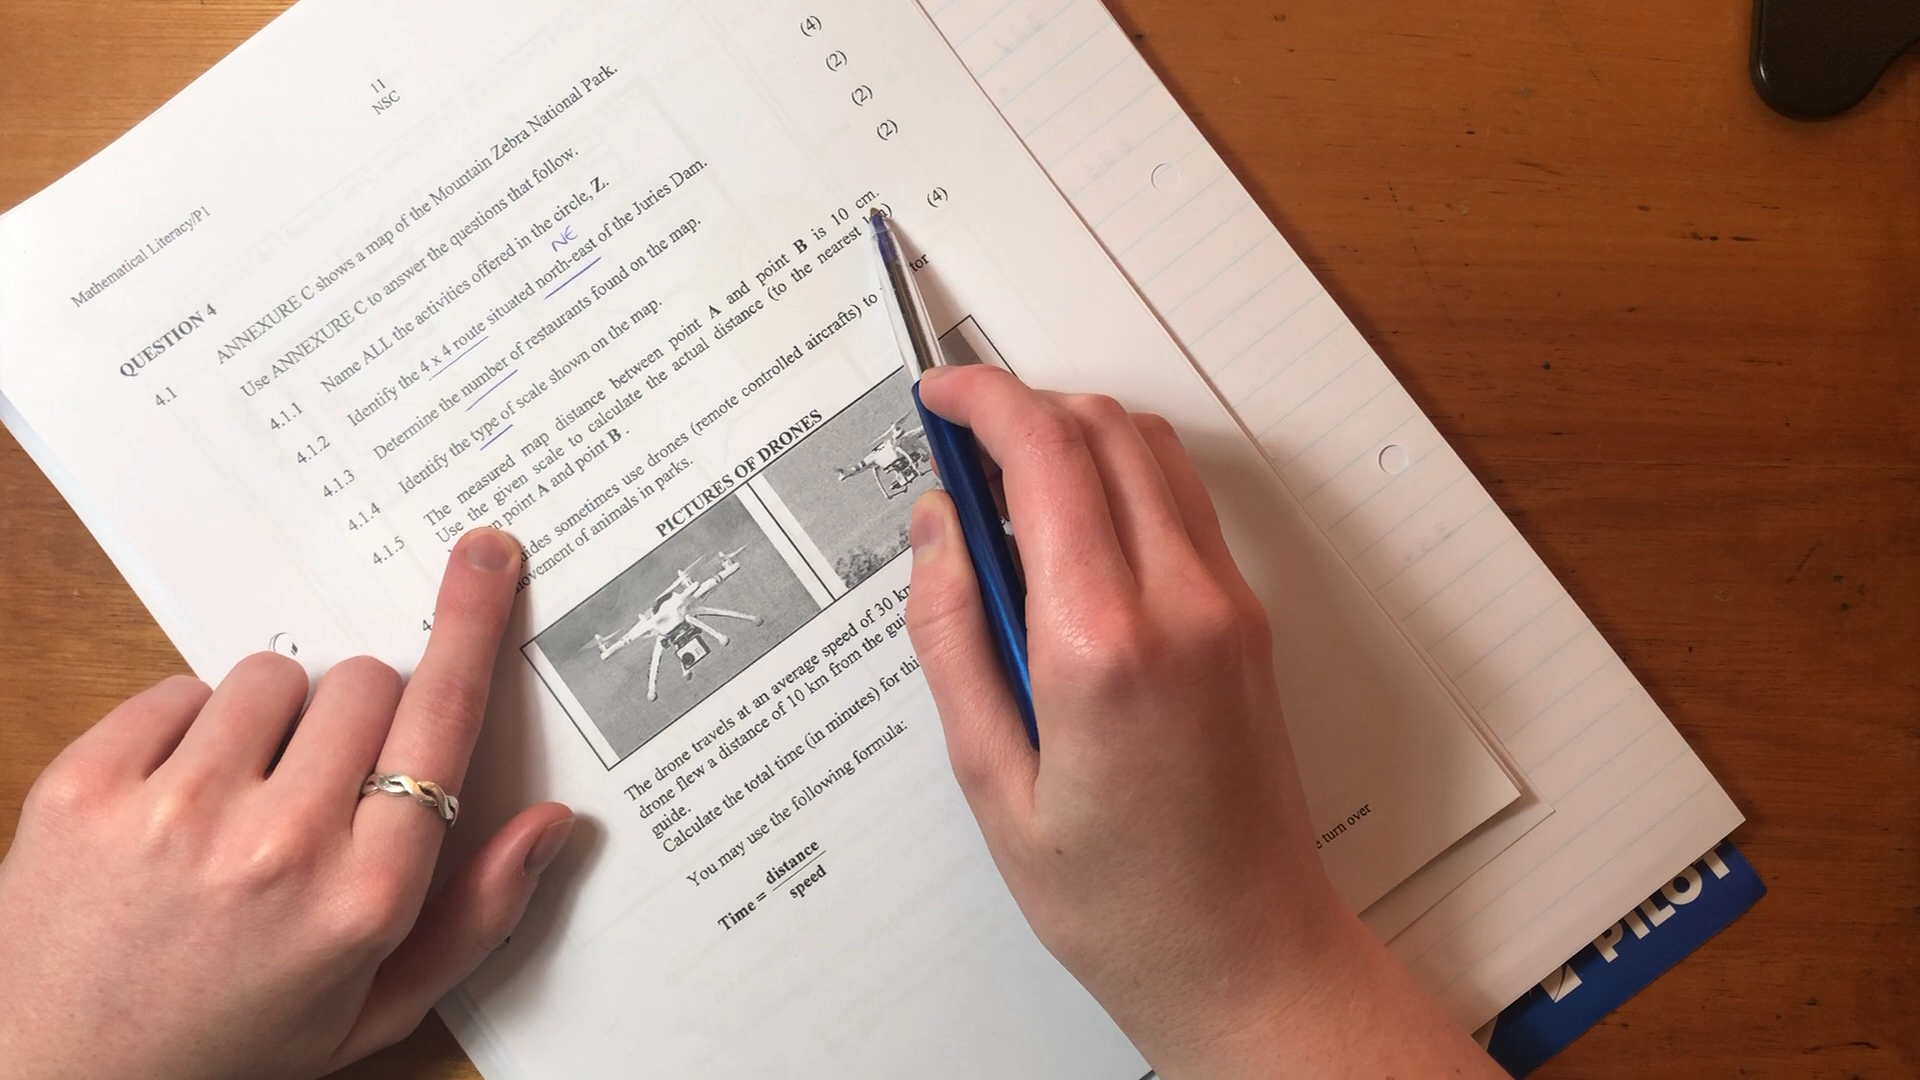 Mathematical Literacy/P1
11
NSC
QUESTION 4
4.1 ANNEXURE C shows a map of the Mountain Zebra National Park.
Use ANNEXURE C to answer the questions that follow.
4.1.1 Name ALL the activities offered in the circle, Z. (4)
NE
4.1.2 Identify the 4 x 4 route situated north-east of the Juries Dam. (2)
4.1.3 Determine the number of restaurants found on the map. (2)
4.1.4 Identify the type of scale shown on the map. (2)
4.1.5 The measured map distance between point A and point B is 10 cm.
Use the given scale to calculate the actual distance (to the nearest
point A and point B. (4)
sometimes use drones (remote controlled aircrafts) to
movement of animals in parks.
PICTURES OF DRONES
The drone travels at an average speed of 30
drone flew a distance of 10 km from the
guide.
Calculate the total time (in minutes) for
You may use the following formula:
Time = distance
speed
turn over
PILOT